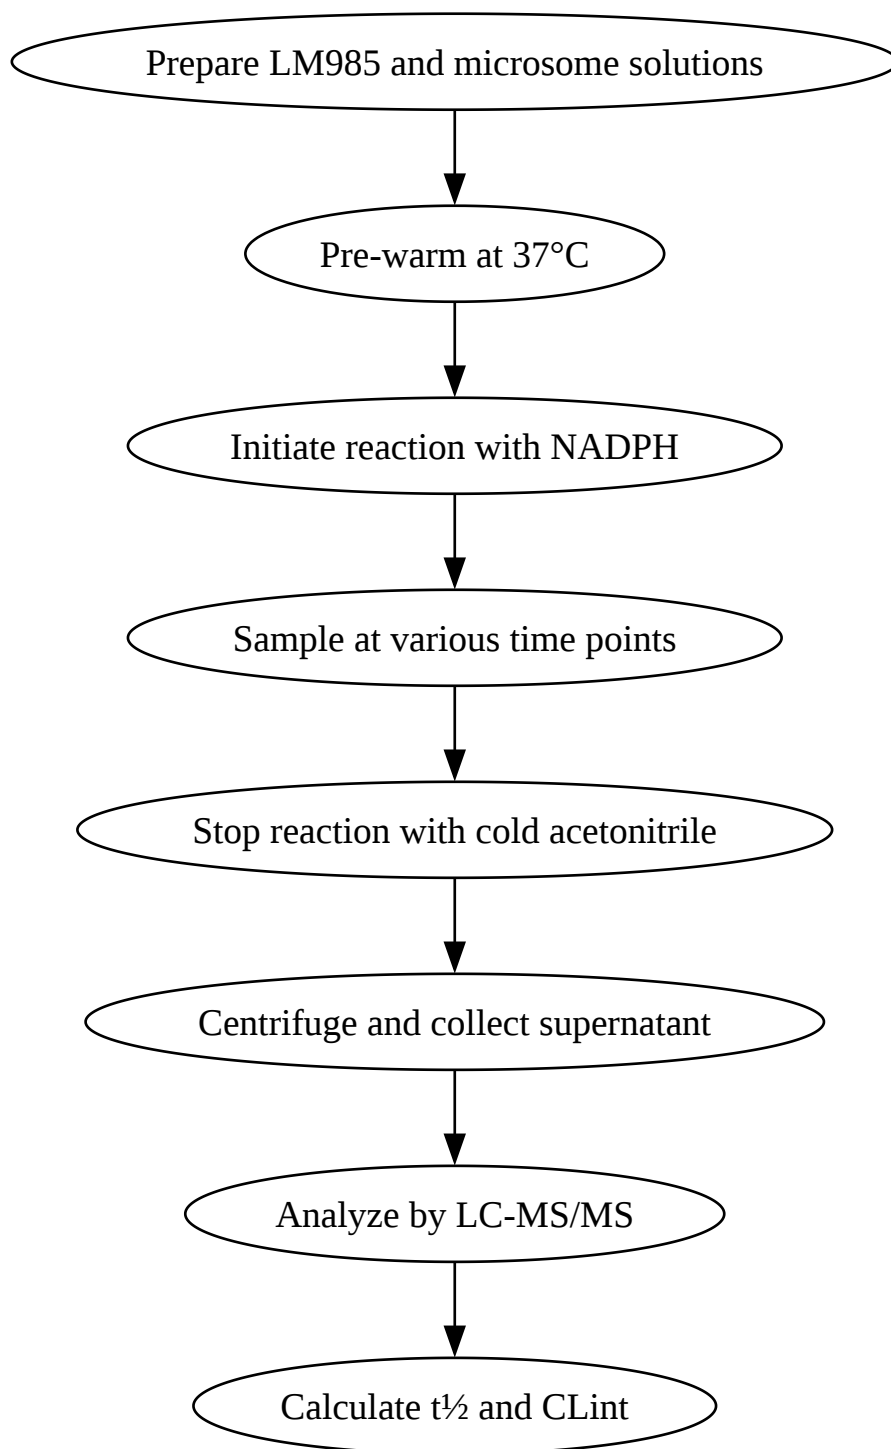 Prepare LM985 and microsome solutions
Pre-warm at 37°C
Initiate reaction with NADPH
Sample at various time points
Stop reaction with cold acetonitrile
Centrifuge and collect supernatant
Analyze by LC-MS/MS
Calculate t½ and CLint